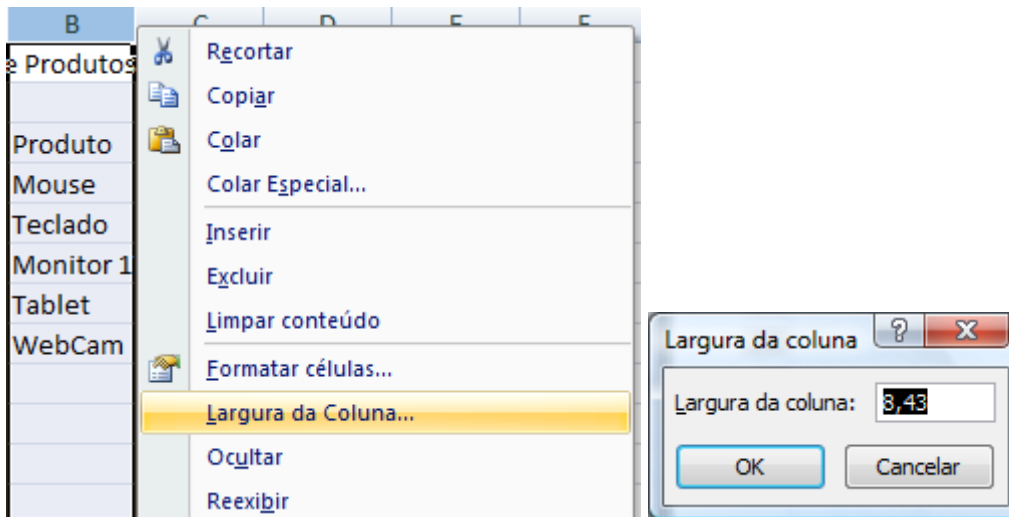 B
e Produtos
Produto
Mouse
Teclado
Monitor 1
Tablet
WebCam
C D E F
Recortar
Copiar
Colar
Colar Especial...
Inserir
Excluir
Limpar conteúdo
Formatar células...
Largura da Coluna...
Ocultar
Reexibir
Largura da coluna ? X
Largura da coluna: 8,43
OK Cancelar